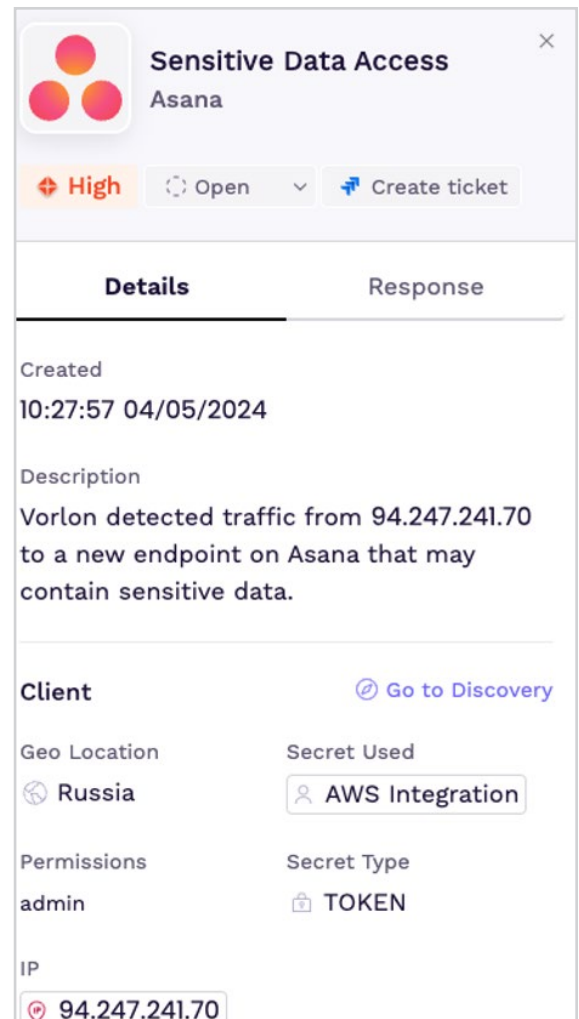 Sensitive Data Access
Asana
High
Open
Create ticket
Details
Response
Created
10:27:57 04/05/2024
Description
Vorlon detected traffic from 94.247.241.70
to a new endpoint on Asana that may
contain sensitive data.
Client
Go to Discovery
Geo Location
Secret Used
Russia
AWS Integration
Permissions
Secret Type
admin
TOKEN
IP
IP
94.247.241.70